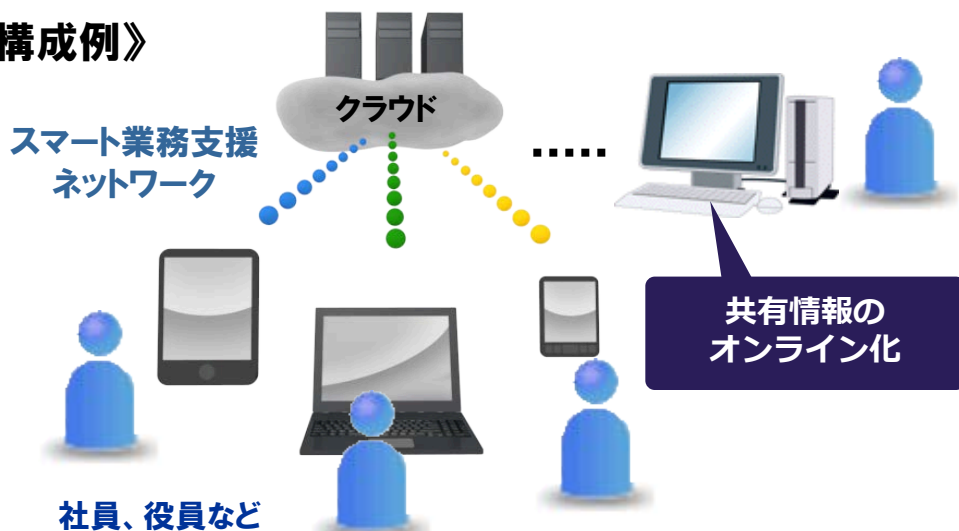 構成例》
クラウド
スマート業務支援
ネットワーク
・・・・・
共有情報の
オンライン化
社員、役員など